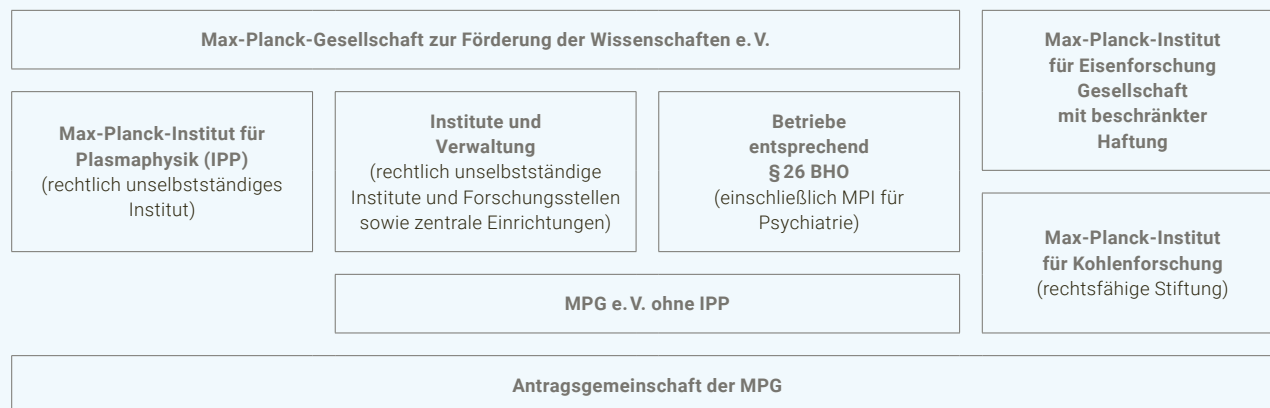 Max-Planck-Gesellschaft zur Förderung der Wissenschaften e. V.
Max-Planck-Institut für
Plasmaphysik (IPP)
(rechtlich unselbstständiges
Institut)
Institute und
Verwaltung
(rechtlich unselbstständige
Institute und Forschungsstellen
sowie zentrale Einrichtungen)
Betriebe
entsprechend
§ 26 BHO
(einschließlich MPI für
Psychiatrie)
MPG e. V. ohne IPP
Max-Planck-Institut
für Eisenforschung
Gesellschaft
mit beschränkter
Haftung
Max-Planck-Institut
für Kohlenforschung
(rechtsfähige Stiftung)
Antragsgemeinschaft der MPG